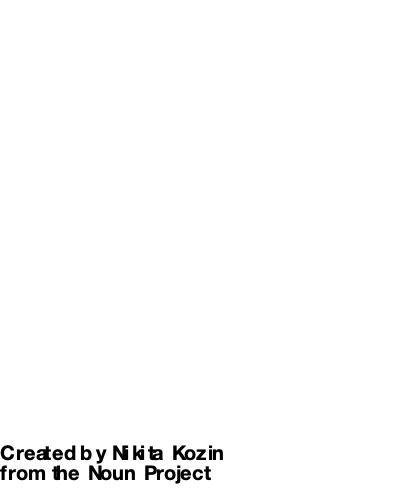 Created by Nikita Kozin
from the Noun Project